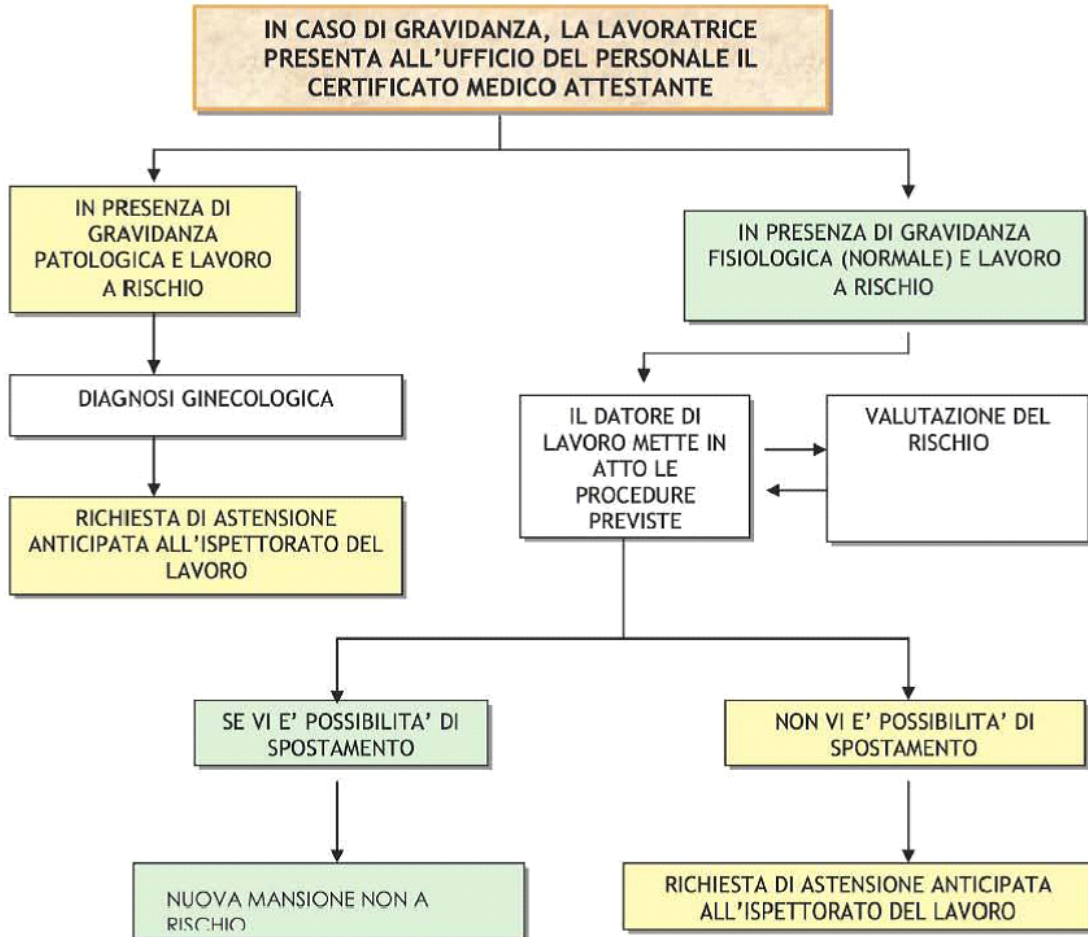 IN CASO DI GRAVIDANZA, LA LAVORATRICE
PRESENTA ALL'UFFICIO DEL PERSONALE IL
CERTIFICATO MEDICO ATTESTANTE
IN PRESENZA DI
GRAVIDANZA
PATOLOGICA E LAVORO
A RISCHIO
IN PRESENZA DI GRAVIDANZA
FISIOLOGICA (NORMALE) E LAVORO
A RISCHIO
DIAGNOSI GINECOLOGICA
IL DATORE DI
LAVORO METTE IN
ATTO LE
PROCEDURE
PREVISTE
VALUTAZIONE DEL
RISCHIO
RICHIESTA DI ASTENSIONE
ANTICIPATA ALL'ISPETTORATO DEL
LAVORO
SE VI E' POSSIBILITA' DI
SPOSTAMENTO
NON VI E' POSSIBILITA' DI
SPOSTAMENTO
NUOVA MANSIONE NON A
RISCHIO
RICHIESTA DI ASTENSIONE ANTICIPATA
ALL'ISPETTORATO DEL LAVORO